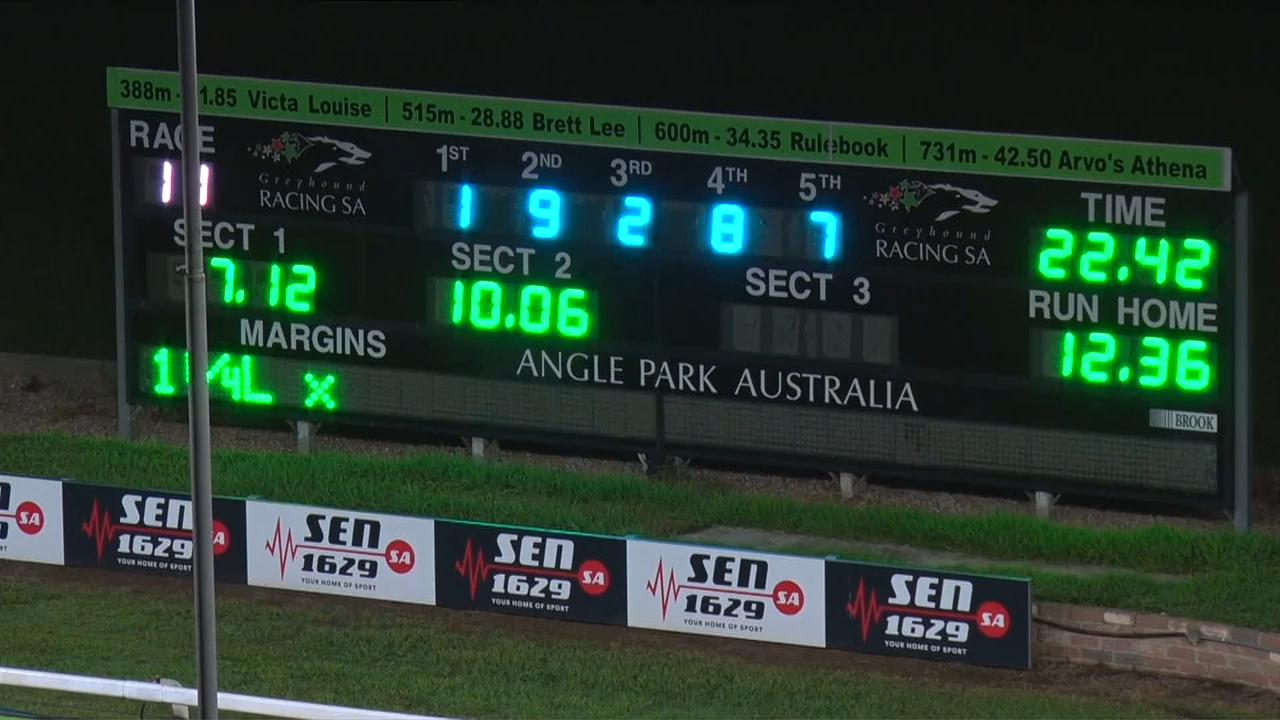 388m - 1.85 Victa Louise | 515m - 28.88 Brett Lee | 600m - 34.35 Rulebook | 731m - 42.50 Arvo's Athena
RACE 1ST 2ND 3RD 4TH 5TH TIME
11 1 9 2 8 7 22.42
Greyhound
RACING SA
Greyhound
RACING SA
SECT 1 SECT 2 SECT 3 RUN HOME
7.12 10.06 12.36
MARGINS
1 1/4L x
ANGLE PARK AUSTRALIA
BROOK
SA
SEN
1629 SA
YOUR HOME OF SPORT
SEN
1629 SA
YOUR HOME OF SPORT
SEN
1629 SA
YOUR HOME OF SPORT
SEN
1629 SA
YOUR HOME OF SPORT
SEN
1629 SA
YOUR HOME OF SPORT